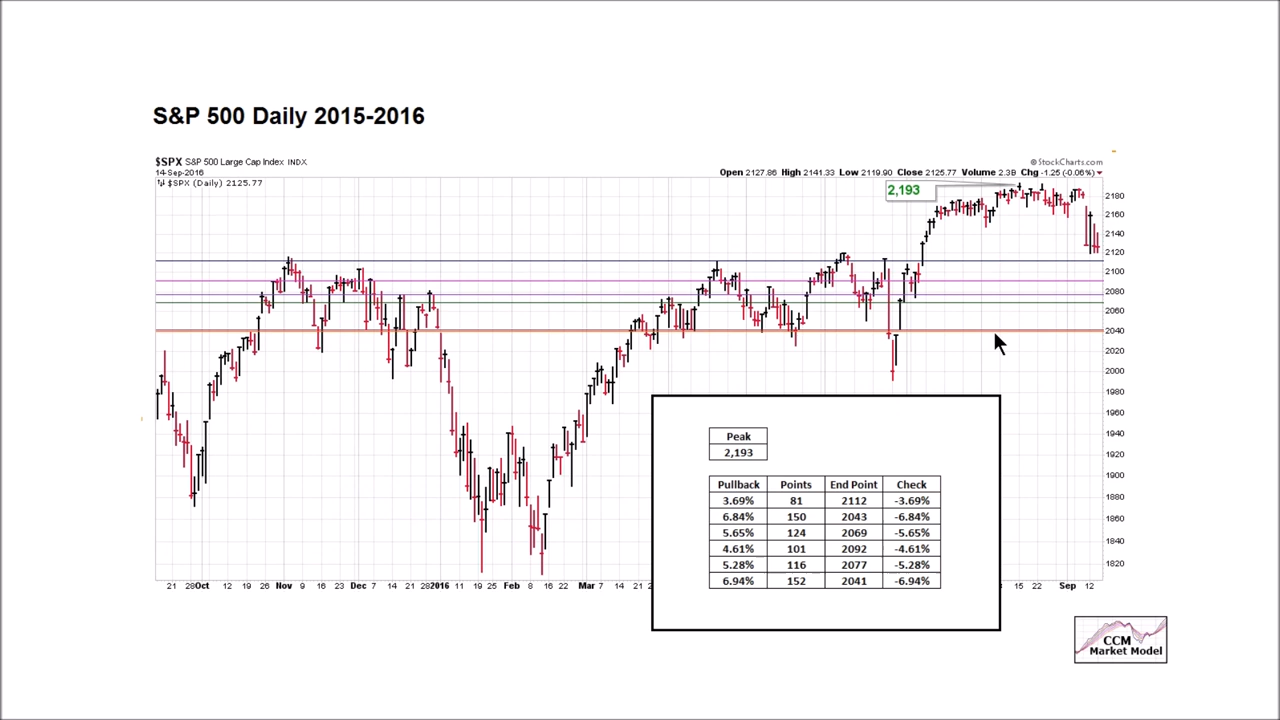 S&P 500 Daily 2015-2016
$SPX S&P 500 Large Cap Index INDX
© StockCharts.com
14-Sep-2016
Open 2127.86 High 2141.33 Low 2119.90 Close 2125.77 Volume 2.3B Chg -1.25 (-0.06%)
$SPX (Daily) 2125.77
2,193
2180
2160
2140
2120
2100
2080
2060
2040
2020
2000
1980
1960
1940
1920
1900
1880
1860
1840
1820
21 28 Oct 12 19 26 Nov 9 16 23 Dec 7 14 21 28 2016 11 19 25 Feb 8 16 22 Mar 7 14 21 28 15 22 Sep 12
Peak
2,193
Pullback Points End Point Check
3.69% 81 2112 -3.69%
6.84% 150 2043 -6.84%
5.65% 124 2069 -5.65%
4.61% 101 2092 -4.61%
5.28% 116 2077 -5.28%
6.94% 152 2041 -6.94%
CCM
Market Model